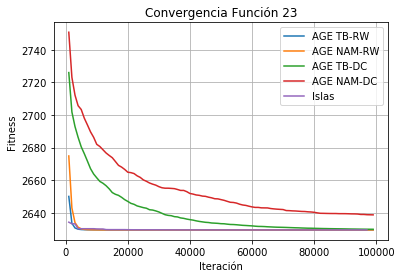 Convergencia Función 23
Fitness
2740
2720
2700
2680
2660
2640
AGE TB-RW
AGE NAM-RW
AGE TB-DC
AGE NAM-DC
Islas
0
20000
40000
60000
80000
100000
Iteración